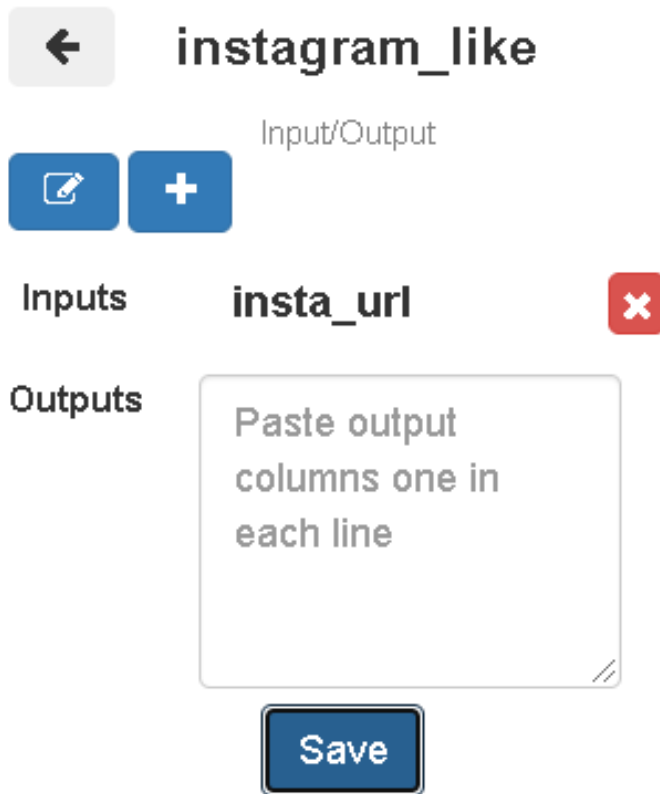 instagram_like
Input/Output
Inputs insta_url
Outputs
Paste output
columns one in
each line
Save